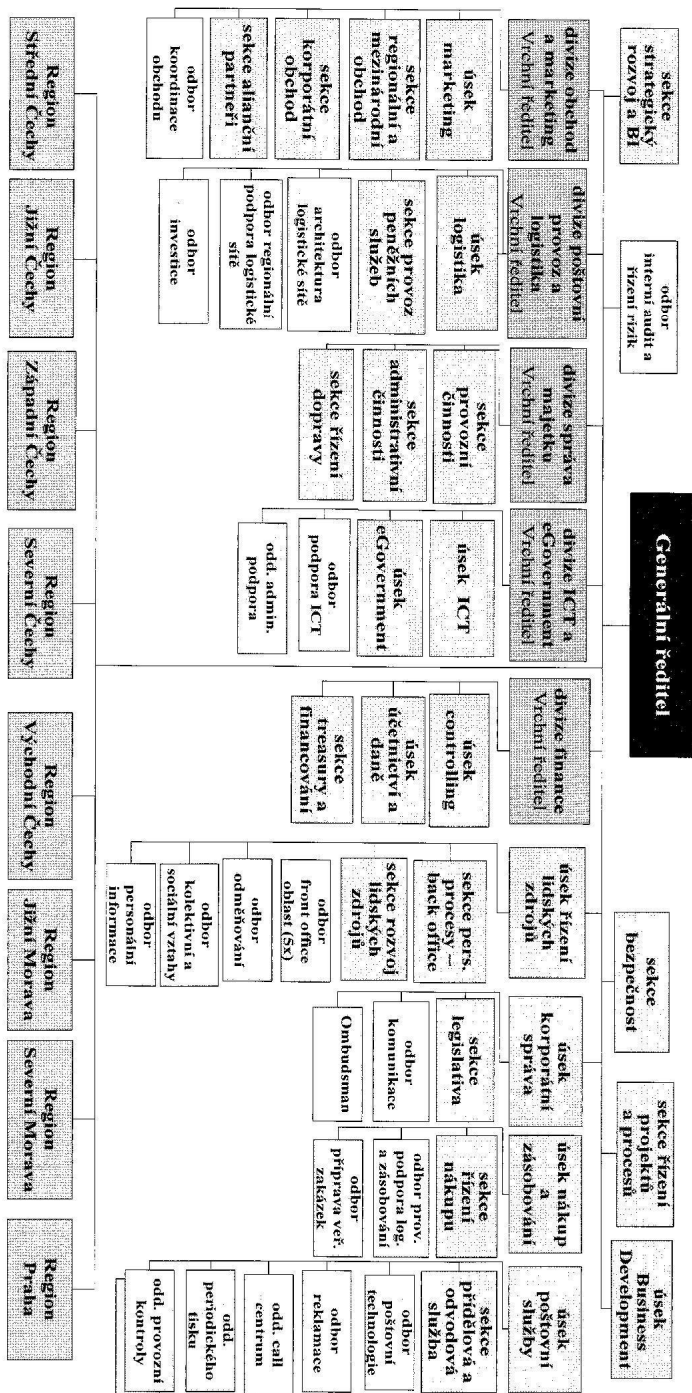 Generální ředitel
sekce
strategický
rozvoj a BI
odbor
interní audit a
řízení rizik
sekce
bezpečnost
sekce řízení
projektů
a procesů
úsek
Business
Development
divize obchod
a marketing
Vrchní ředitel
úsek
marketing
sekce
regionální a
mezinárodní
obchod
sekce
korporátní
obchod
sekce alianční
partneři
odbor
koordinace
obchodu
divize poštovní
provoz a
logistika
Vrchní ředitel
úsek
logistika
sekce provoz
peněžních
služeb
odbor
architektura
logistické sítě
odbor regionální
podpora logistické
sítě
odbor
investice
divize správa
majetku
Vrchní ředitel
sekce
provozní
činnosti
sekce
administrativní
činnosti
sekce řízení
dopravy
divize ICT a
eGovernment
Vrchní ředitel
úsek ICT
úsek
eGovernment
odbor
podpora ICT
odd. admin.
podpora
divize finance
Vrchní ředitel
úsek
controlling
úsek
účetnictví a
daně
sekce
treasury a
financování
úsek řízení
lidských
zdrojů
sekce pers.
procesy –
back office
sekce rozvoj
lidských
zdrojů
odbor
front office
oblast (5x)
odbor
odměňování
odbor
kolektivní a
sociální vztahy
odbor
personální
informace
úsek
korporátní
správa
sekce
legislativa
odbor
komunikace
Ombudsman
úsek nákup
a
zásobování
sekce
řízení
nákupu
odbor prov.
podpora log.
a zásobování
odbor
příprava veř.
zakázek
úsek
poštovní
služby
sekce
přídělová a
odvodová
služba
odbor
poštovní
technologie
odbor
reklamace
odd. call
centrum
odd.
periodického
tisku
odd. provozní
kontroly
Region
Střední Čechy
Region
Jižní Čechy
Region
Západní Čechy
Region
Severní Čechy
Region
Východní Čechy
Region
Jižní Morava
Region
Severní Morava
Region
Praha